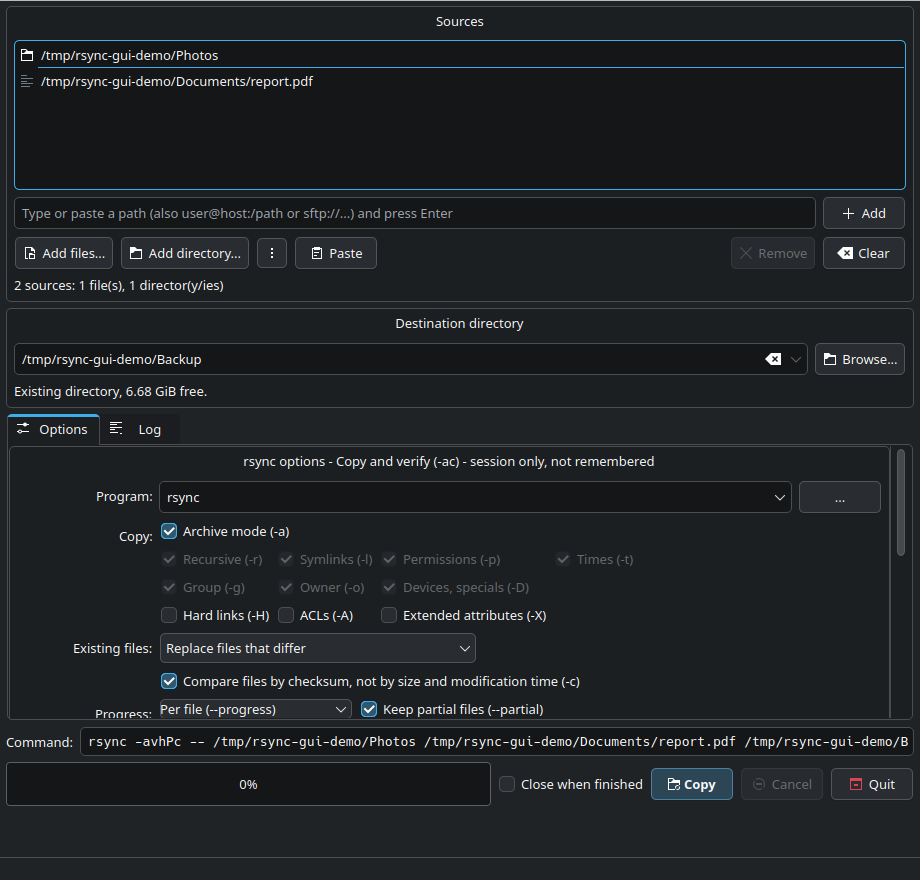 Sources
/tmp/rsync-gui-demo/Photos
/tmp/rsync-gui-demo/Documents/report.pdf
Type or paste a path (also user@host:/path or sftp://...) and press Enter
Add
Add files...
Add directory...
Paste
Remove
Clear
2 sources: 1 file(s), 1 director(y/ies)
Destination directory
/tmp/rsync-gui-demo/Backup
Browse...
Existing directory, 6.68 GiB free.
Options
Log
rsync options - Copy and verify (-ac) - session only, not remembered
Program:
rsync
...
Copy:
Archive mode (-a)
Recursive (-r)
Symlinks (-l)
Permissions (-p)
Times (-t)
Group (-g)
Owner (-o)
Devices, specials (-D)
Hard links (-H)
ACLs (-A)
Extended attributes (-X)
Existing files:
Replace files that differ
Compare files by checksum, not by size and modification time (-c)
Progress:
Per file (--progress)
Keep partial files (--partial)
Command:
rsync -avhPc -- /tmp/rsync-gui-demo/Photos /tmp/rsync-gui-demo/Documents/report.pdf /tmp/rsync-gui-demo/B
0%
Close when finished
Copy
Cancel
Quit